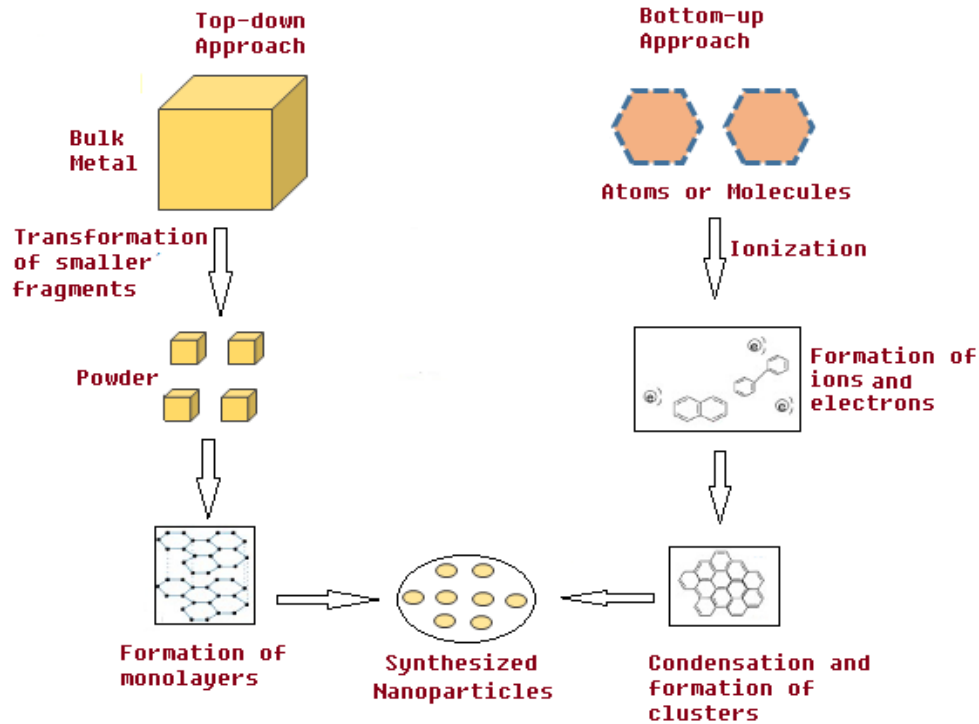 Top-down
Approach
Bulk
Metal
Transformation
of smaller
fragments
Powder
Formation of
monolayers
Synthesized
Nanoparticles
Bottom-up
Approach
Atoms or Molecules
Ionization
Formation of
ions and
electrons
Condensation and
formation of
clusters